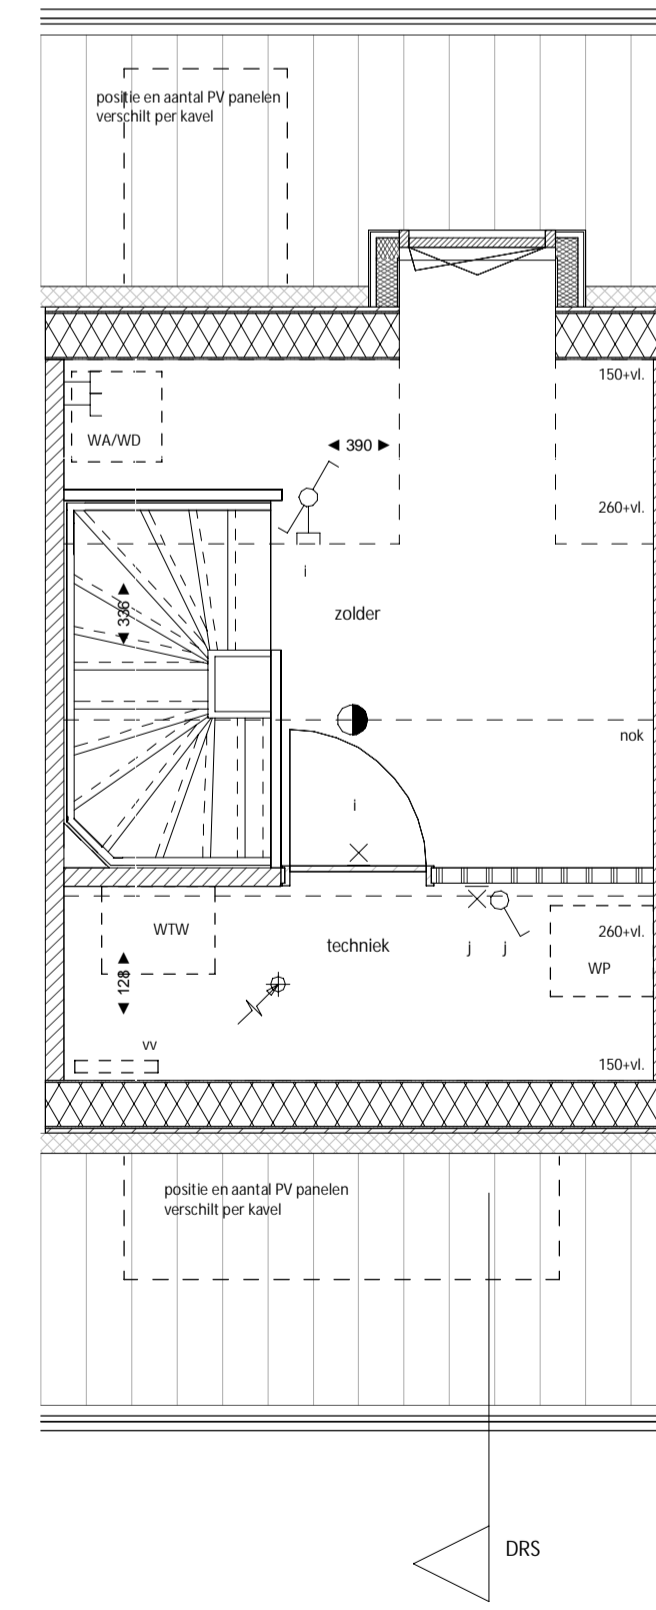 positie en aantal PV panelen
verschilt per kavel
150+vl.
WA/WD
390
260+vl.
i
336
zolder
nok
i
WTW
techniek
j j
260+vl.
WP
128
vv
150+vl.
positie en aantal PV panelen
verschilt per kavel
DRS